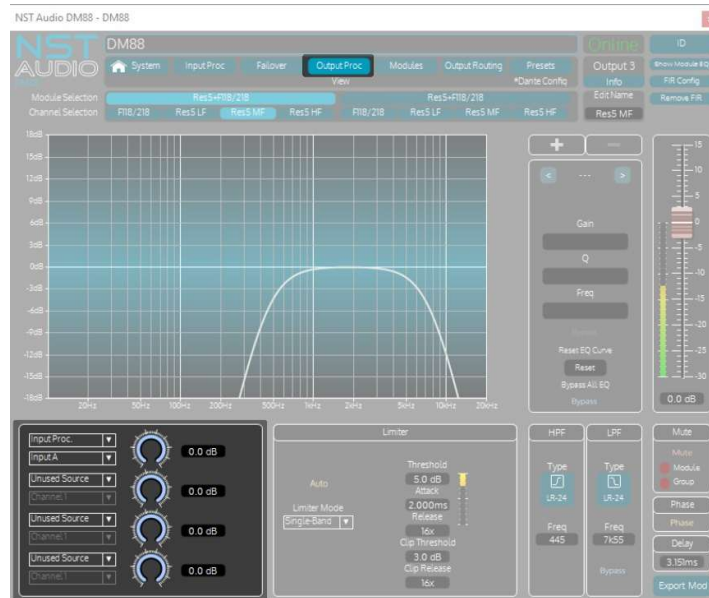 NST Audio DM88 - DM88
NST AUDIO
DM88
Online
ID
System Input Proc Failover Output Proc Modules Output Routing Presets
Output 3
Show Module EQ
View
*Dante Config
Info
FIR Config
Module Selection
Res5+F118/218
Res5+F118/218
Edit Name
Remove FIR
Channel Selection
F118/218 Res5 LF Res5 MF Res5 HF F118/218 Res5 LF Res5 MF Res5 HF
Res5 MF
18dB
15dB
12dB
9dB
6dB
3dB
0dB
-3dB
-6dB
-9dB
-12dB
-15dB
-18dB
20Hz 50Hz 100Hz 200Hz 500Hz 1kHz 2kHz 5kHz 10kHz 20kHz
+ −
< --- >
Gain
Q
Freq
Reset EQ Curve
Reset
Bypass All EQ
Bypass
15
10
5
0
-5
-10
-15
-20
-25
-30
0.0 dB
Input Proc.
Input A
0.0 dB
Unused Source
Channel 1
0.0 dB
Unused Source
Channel 1
0.0 dB
Unused Source
Channel 1
0.0 dB
Limiter
Auto
Limiter Mode
Single-Band
Threshold
5.0 dB
Attack
2.000ms
Release
16x
Clip Threshold
3.0 dB
Clip Release
16x
HPF
Type
LR-24
Freq
445
LPF
Type
LR-24
Freq
7k55
Bypass
Mute
Mute
Module
Group
Phase
Phase
Delay
3.151ms
Export Mod